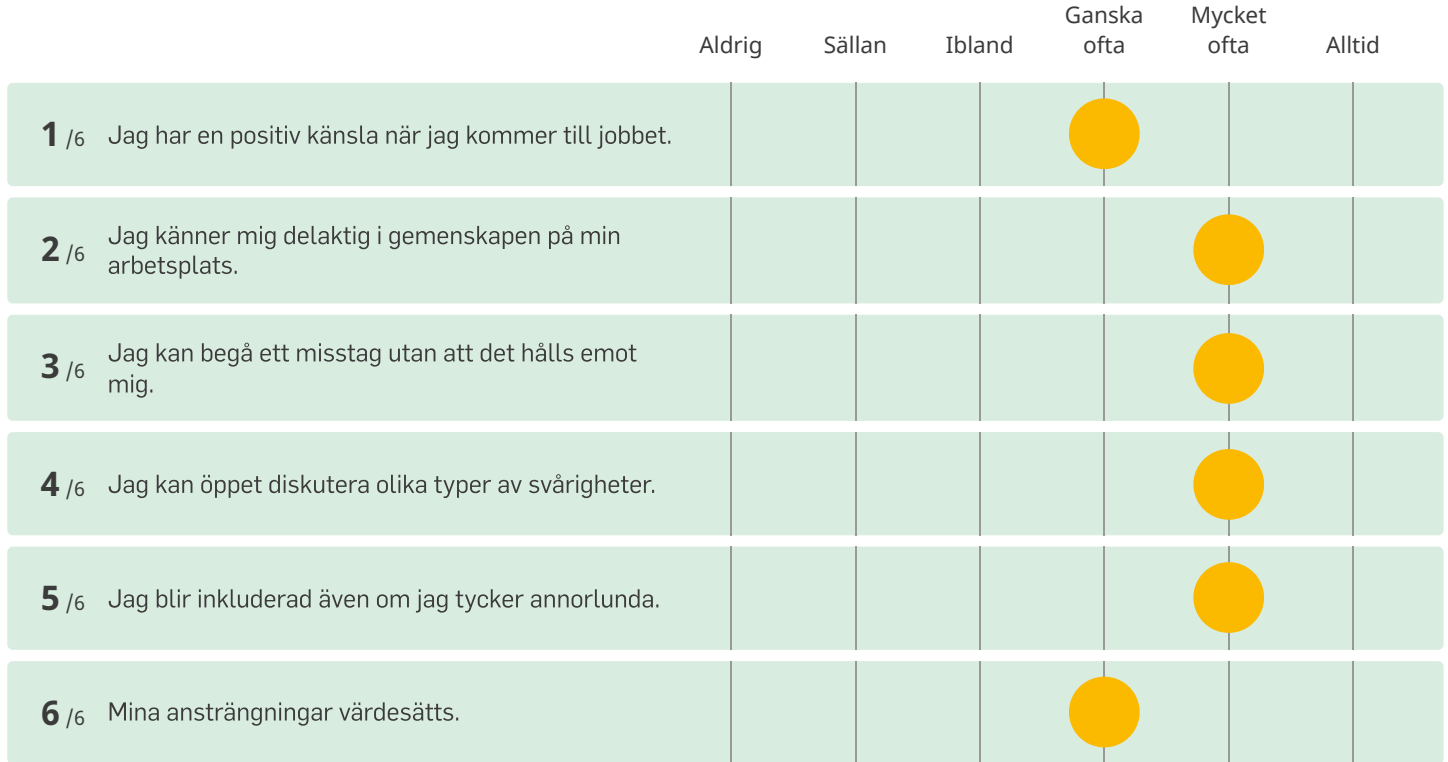 Aldrig Sällan Ibland Ganska ofta Mycket ofta Alltid
1 /6 Jag har en positiv känsla när jag kommer till jobbet.
2 /6 Jag känner mig delaktig i gemenskapen på min
arbetsplats.
3 /6 Jag kan begå ett misstag utan att det hålls emot
mig.
4 /6 Jag kan öppet diskutera olika typer av svårigheter.
5 /6 Jag blir inkluderad även om jag tycker annorlunda.
6 /6 Mina ansträngningar värdesätts.